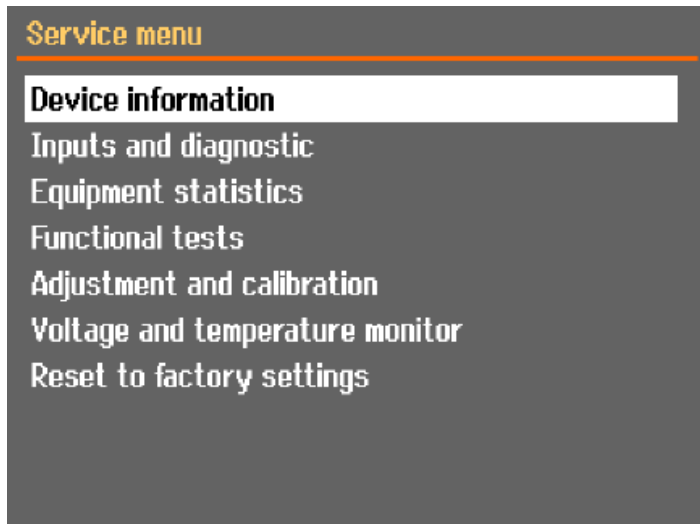 Service menu
Device information
Inputs and diagnostic
Equipment statistics
Functional tests
Adjustment and calibration
Voltage and temperature monitor
Reset to factory settings